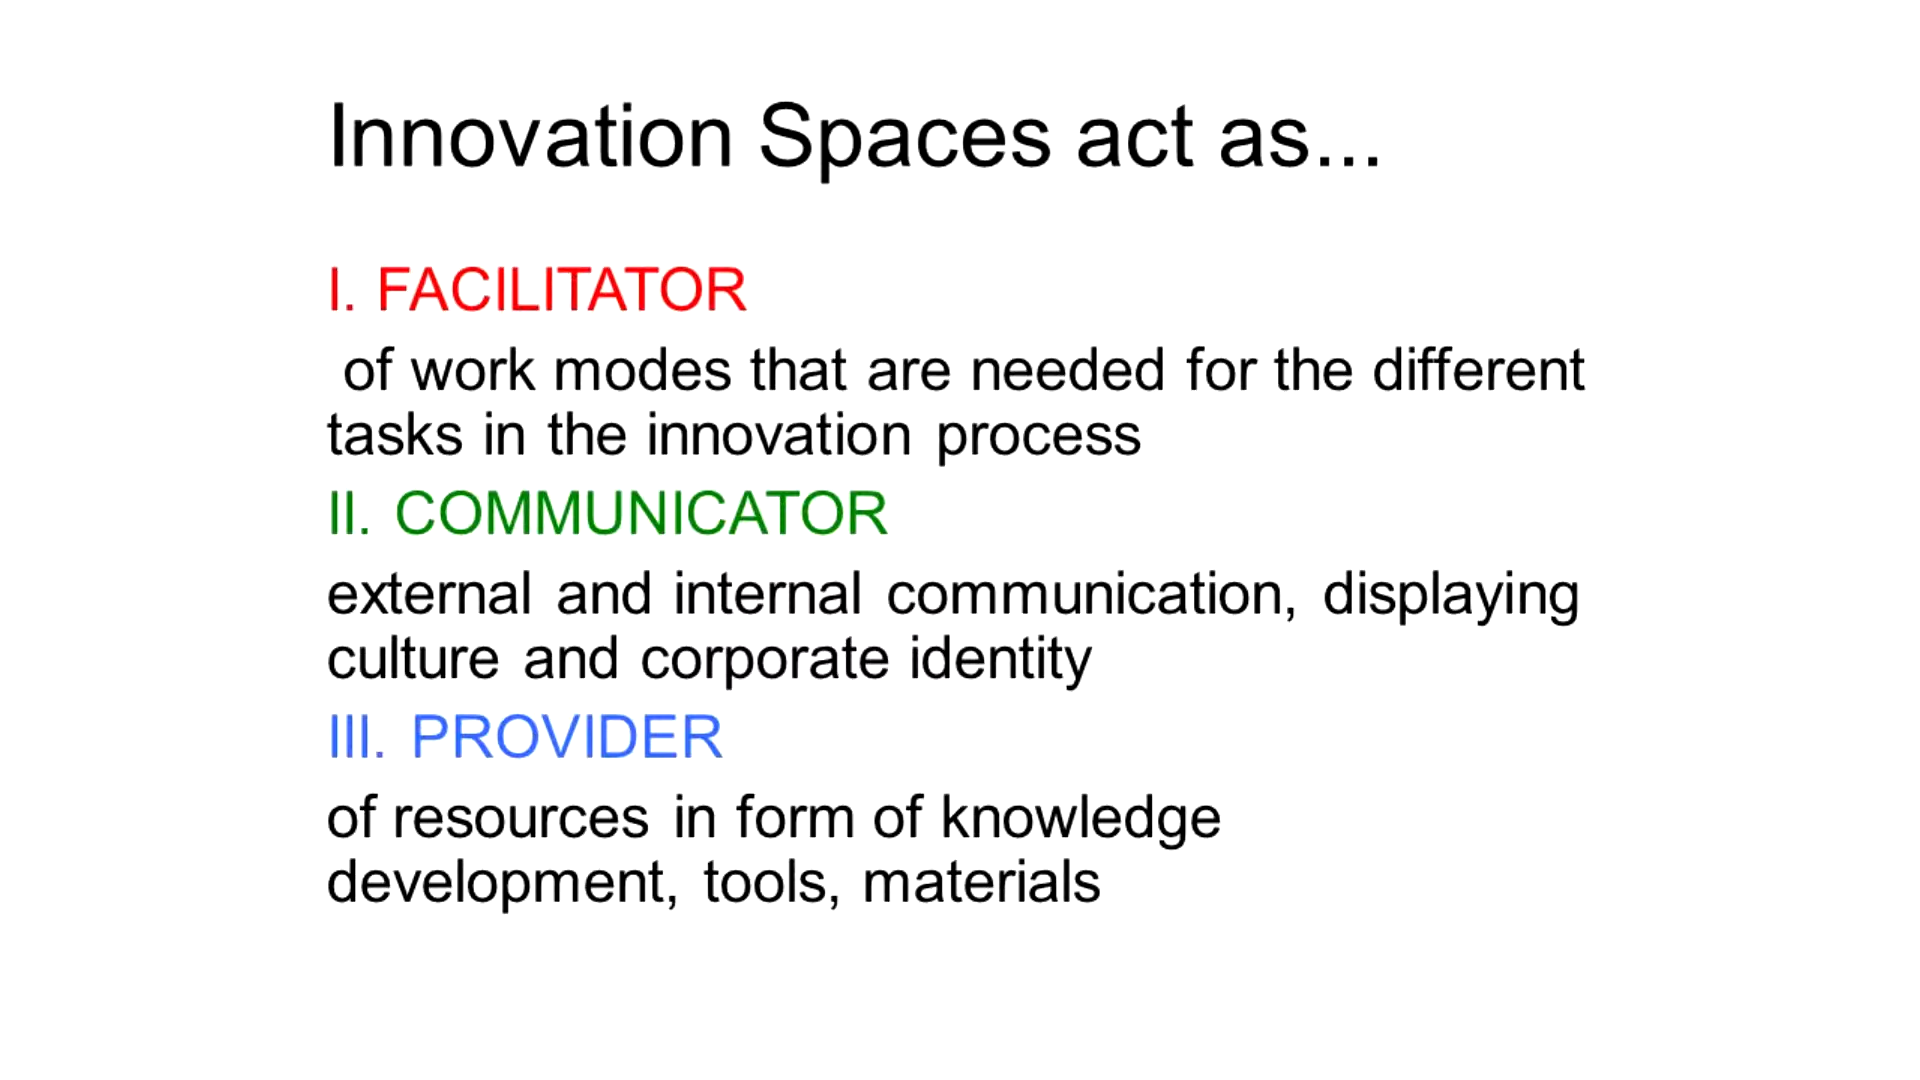 Innovation Spaces act as...
I. FACILITATOR
of work modes that are needed for the different
tasks in the innovation process
II. COMMUNICATOR
external and internal communication, displaying
culture and corporate identity
III. PROVIDER
of resources in form of knowledge
development, tools, materials